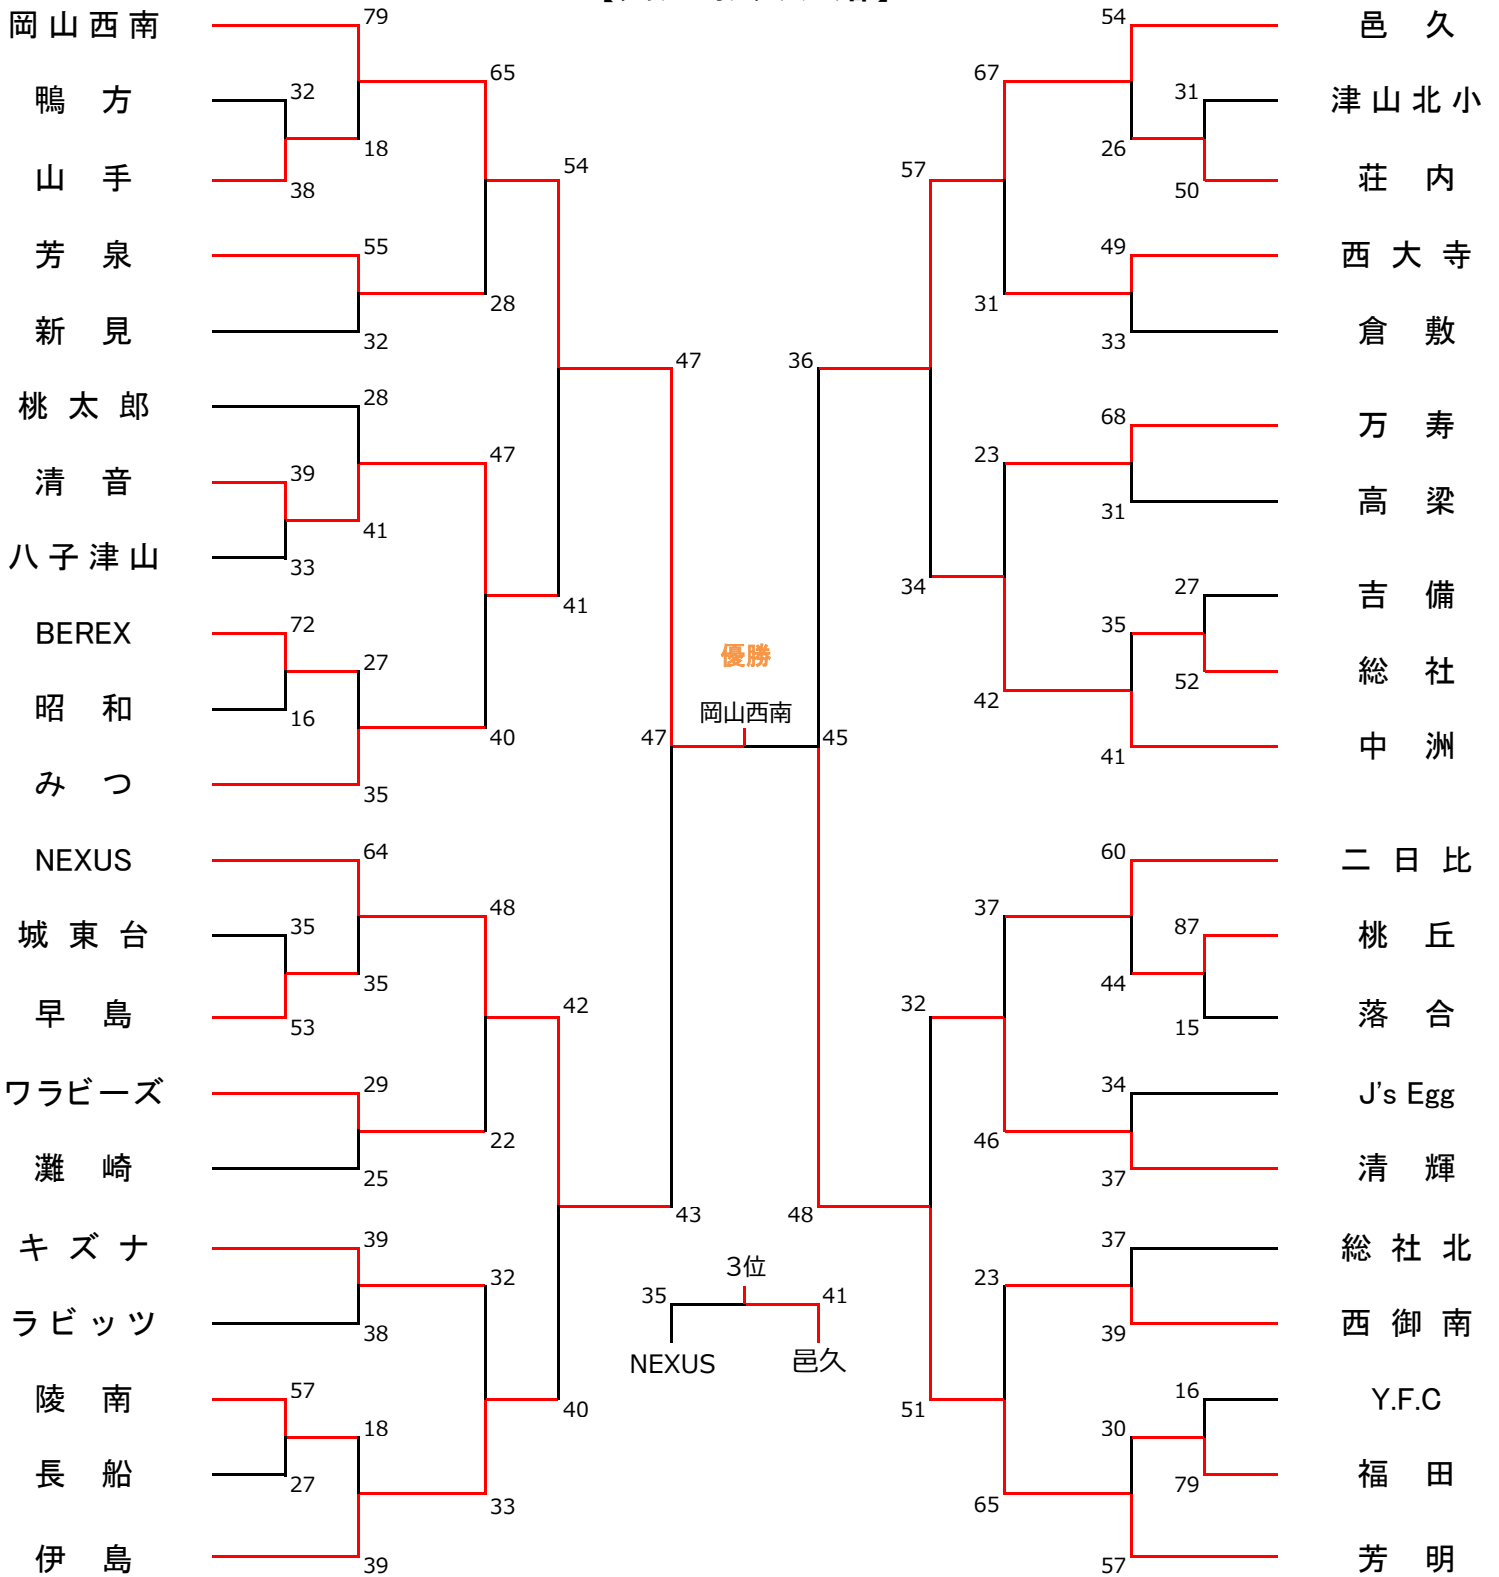 岡山西南
79
鴨方
32
18
山手
38
芳泉
55
新見
32
65
28
桃太郎
28
清音
39
41
八子津山
33
BEREX
72
27
昭和
16
みつ
35
47
40
54
41
NEXUS
64
城東台
35
35
早島
53
ワラビーズ
29
灘崎
25
48
22
キズナ
39
ラビッツ
38
陵南
57
18
長船
27
伊島
39
32
33
42
40
47
43
優勝
岡山西南
47
45
36
48
3位
35
41
NEXUS
邑久
邑久
54
津山北小
31
26
荘内
50
西大寺
49
倉敷
33
67
31
万寿
68
高梁
31
吉備
27
35
総社
52
中洲
41
23
42
57
34
二日比
60
桃丘
87
44
落合
15
J's Egg
34
清輝
37
37
46
総社北
37
西御南
39
Y.F.C
16
30
福田
79
芳明
57
23
65
32
51